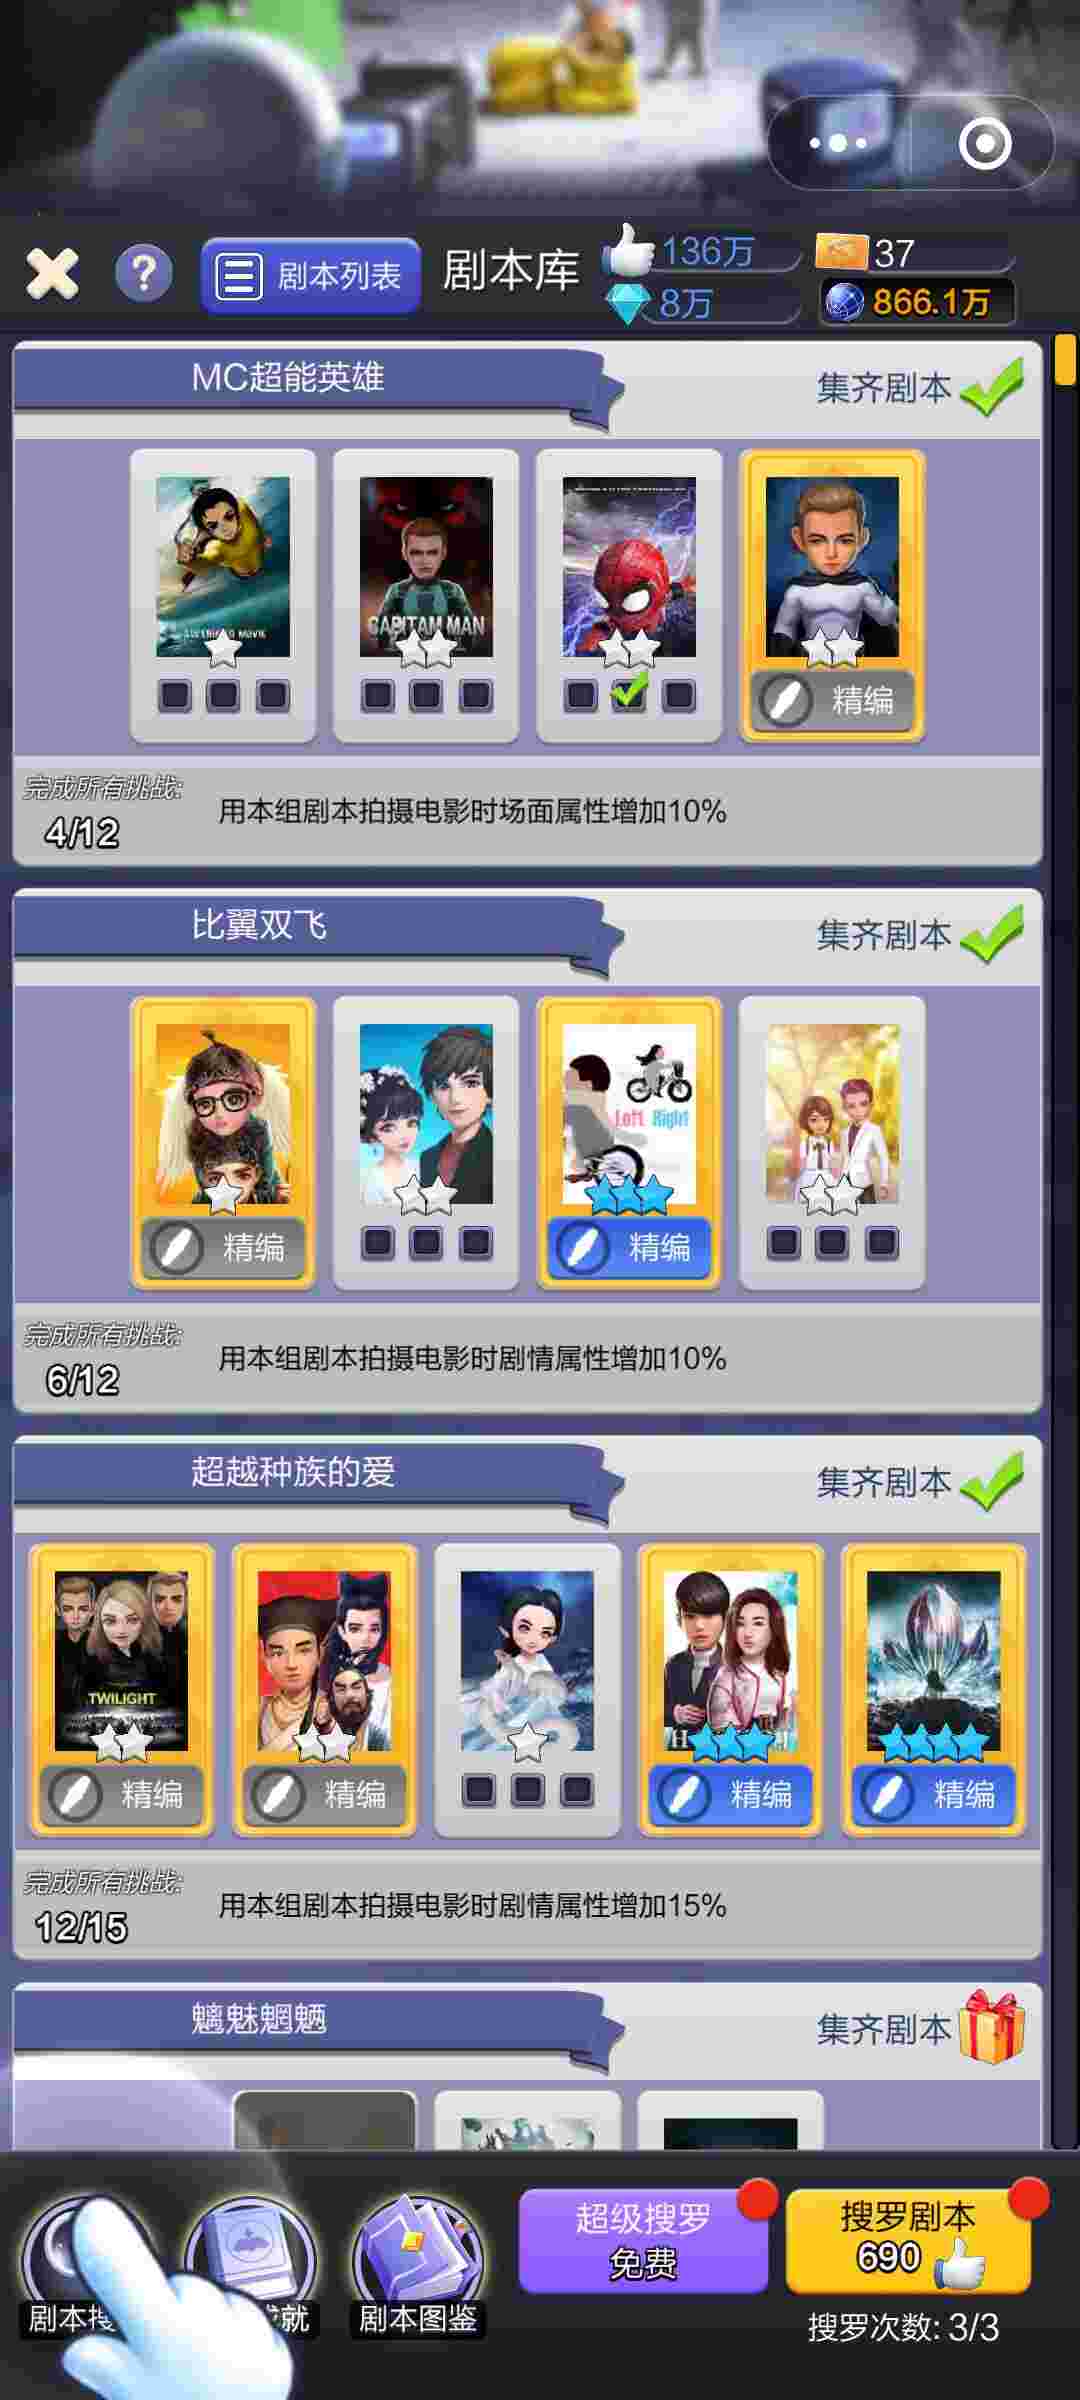 剧本列表
剧本库
136万
37
8万
866.1万
MC超能英雄
集齐剧本
CAPITAM MAN
精编
完成所有挑战:
4/12
用本组剧本拍摄电影时场面属性增加10%
比翼双飞
集齐剧本
Left Right
精编
精编
完成所有挑战:
6/12
用本组剧本拍摄电影时剧情属性增加10%
超越种族的爱
集齐剧本
TWILIGHT
精编
精编
精编
精编
完成所有挑战:
12/15
用本组剧本拍摄电影时剧情属性增加15%
魑魅魍魉
集齐剧本
超级搜罗
免费
搜罗剧本
690
剧本
就
剧本图鉴
搜罗次数: 3/3